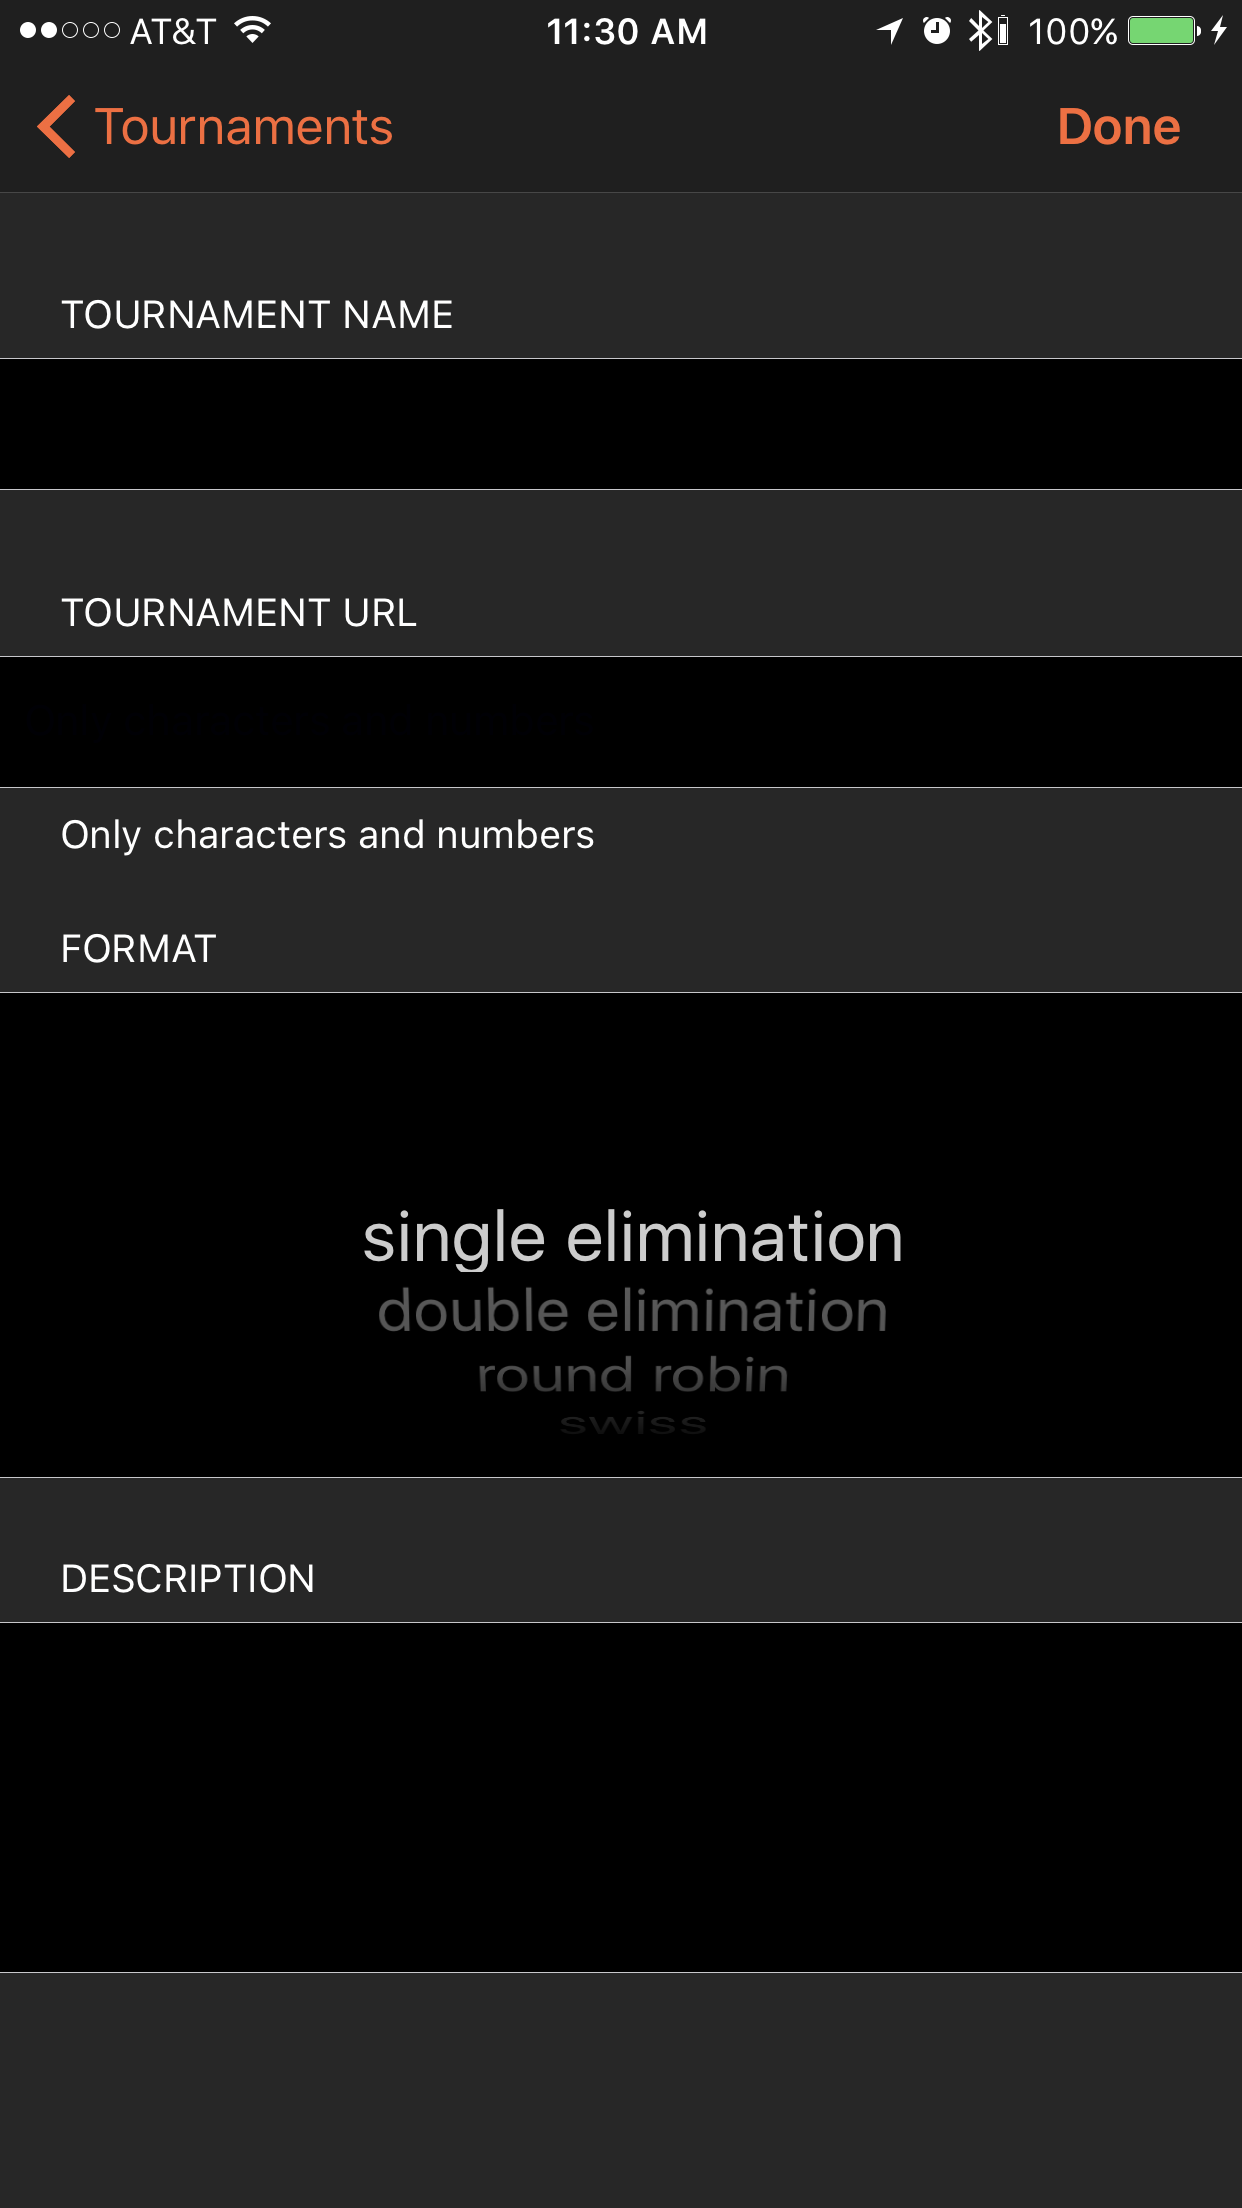 AT&T 11:30 AM 100%
Tournaments Done
TOURNAMENT NAME
TOURNAMENT URL
Only characters and numbers
FORMAT
single elimination
double elimination
round robin
swiss
DESCRIPTION